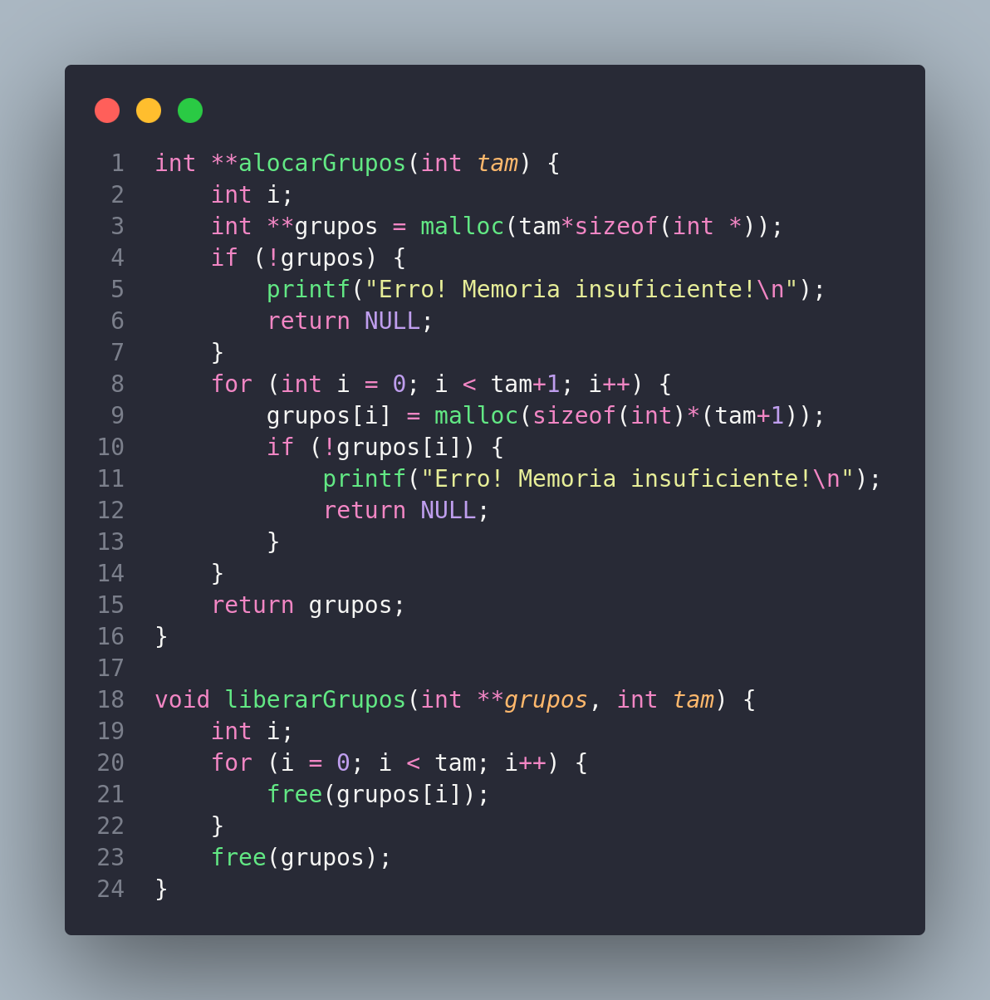 1 int **alocarGrupos(int tam) {
2     int i;
3     int **grupos = malloc(tam*sizeof(int *));
4     if (!grupos) {
5         printf("Erro! Memoria insuficiente!\n");
6         return NULL;
7     }
8     for (int i = 0; i < tam+1; i++) {
9         grupos[i] = malloc(sizeof(int)*(tam+1));
10         if (!grupos[i]) {
11             printf("Erro! Memoria insuficiente!\n");
12             return NULL;
13         }
14     }
15     return grupos;
16 }
17
18 void liberarGrupos(int **grupos, int tam) {
19     int i;
20     for (i = 0; i < tam; i++) {
21         free(grupos[i]);
22     }
23     free(grupos);
24 }